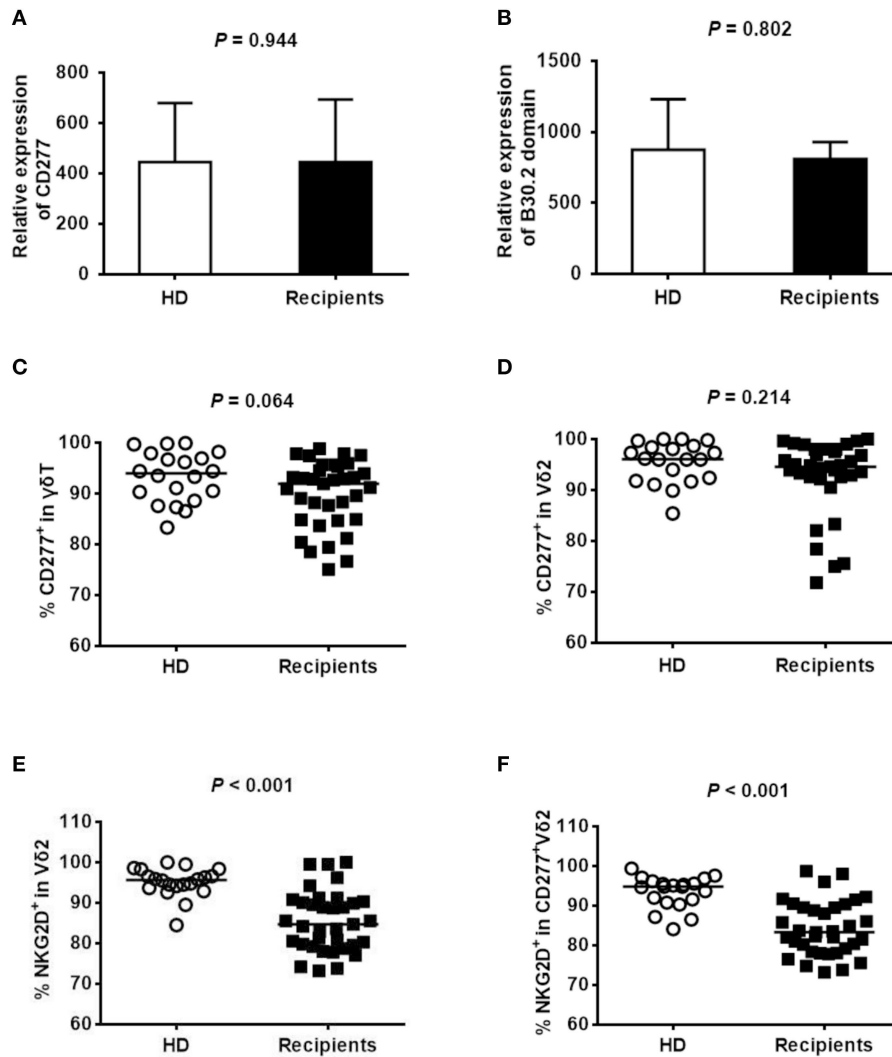 A
P = 0.944
Relative expression
of CD277
800
600
400
200
0
HD
Recipients
B
P = 0.802
Relative expression
of B30.2 domain
1500
1000
500
0
HD
Recipients
C
P = 0.064
% CD277⁺ in γδT
100
90
80
70
60
HD
Recipients
D
P = 0.214
% CD277⁺ in Vδ2
100
90
80
70
60
HD
Recipients
E
P < 0.001
% NKG2D⁺ in Vδ2
110
100
90
80
70
60
HD
Recipients
F
P < 0.001
% NKG2D⁺ in CD277⁺Vδ2
110
100
90
80
70
60
HD
Recipients